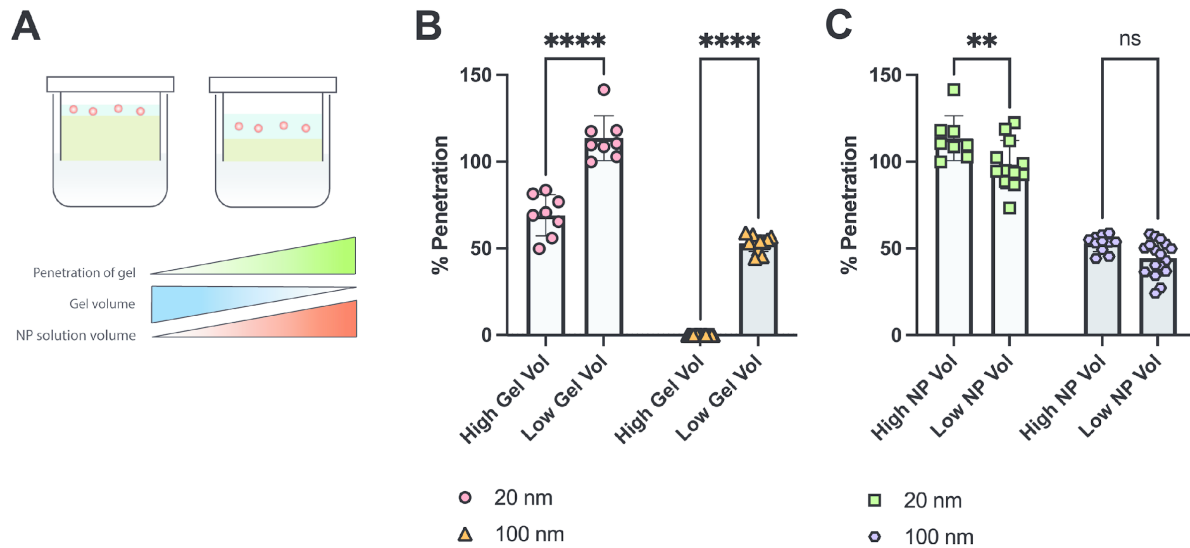 A
Penetration of gel
Gel volume
NP solution volume
B
****
****
% Penetration
150
100
50
0
High Gel Vol
Low Gel Vol
High Gel Vol
Low Gel Vol
20 nm
100 nm
C
**
ns
% Penetration
150
100
50
0
High NP Vol
Low NP Vol
High NP Vol
Low NP Vol
20 nm
100 nm